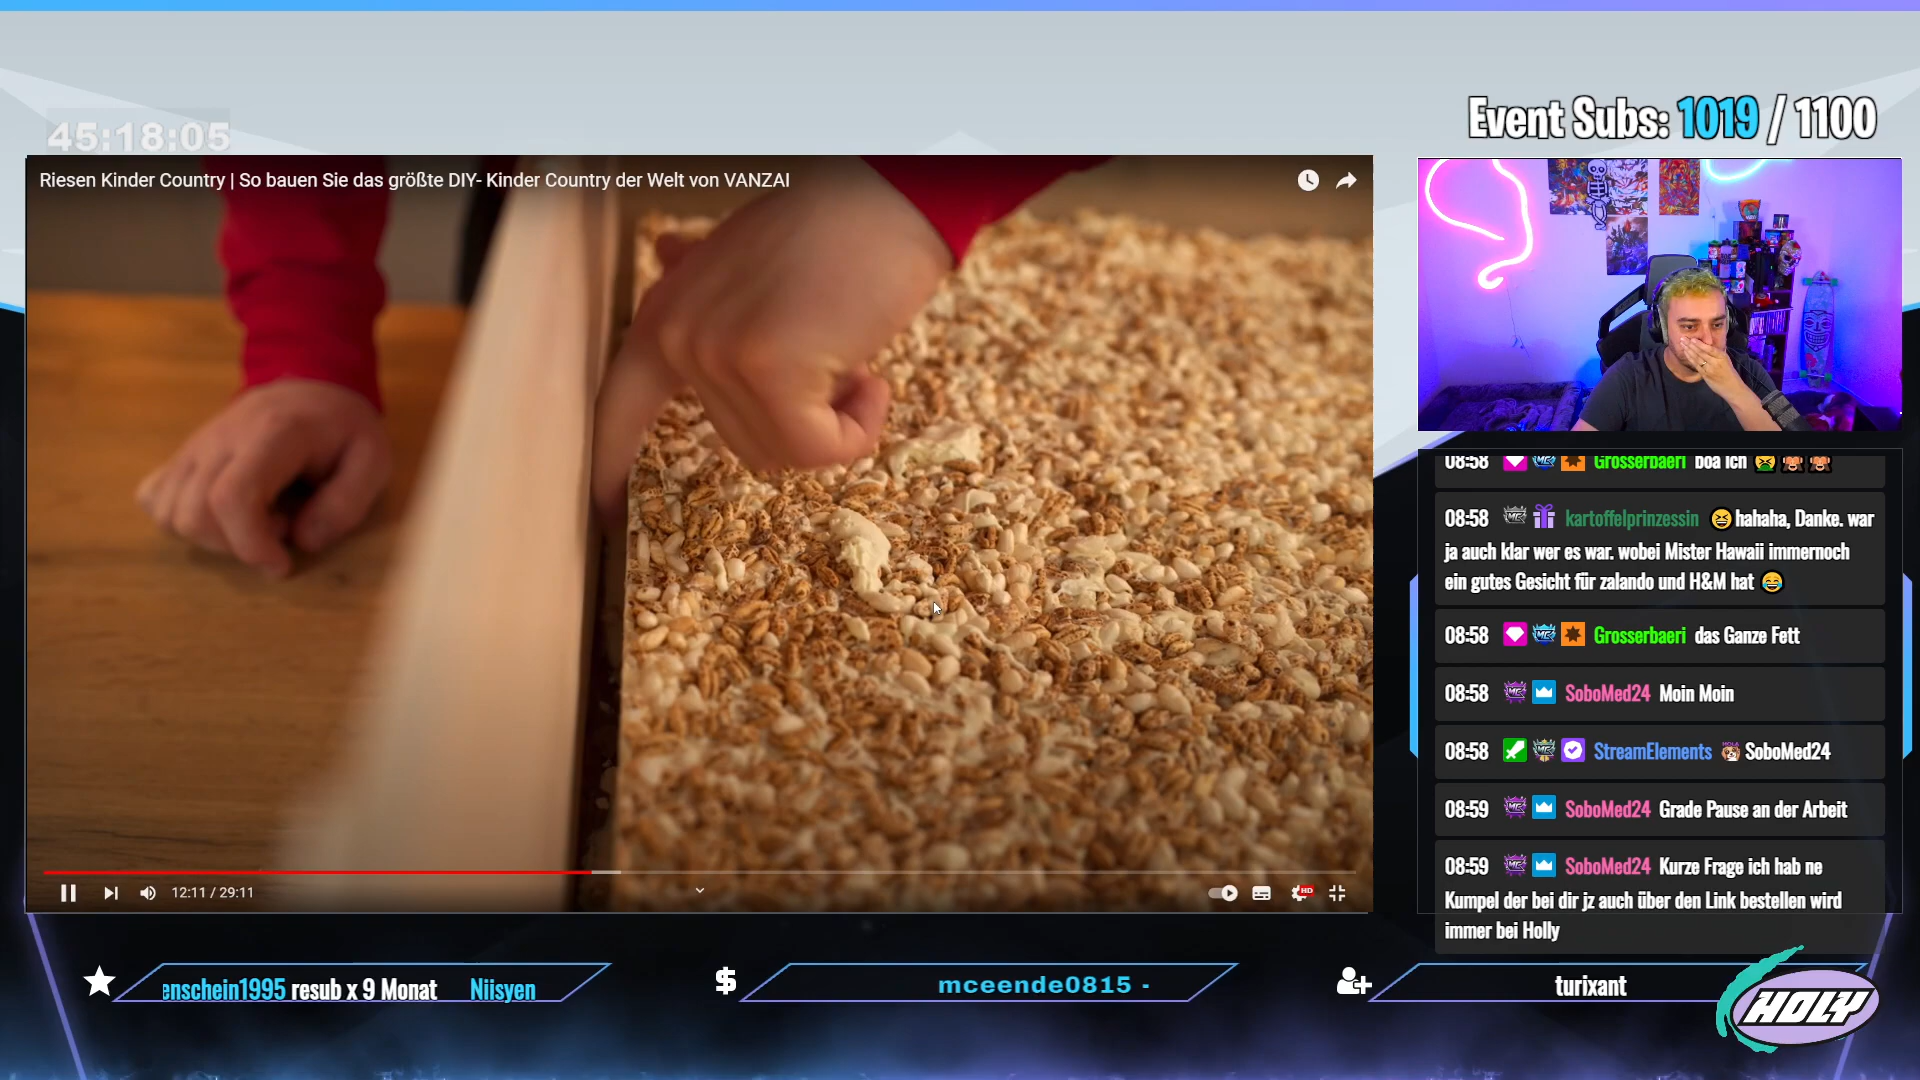 45:18:05
Event Subs: 1019 / 1100
Riesen Kinder Country | So bauen Sie das größte DIY- Kinder Country der Welt von VANZAI
12:11 / 29:11
HD
08:58 Grosserbaeri boa ich
08:58 kartoffelprinzessin hahaha, Danke. war
ja auch klar wer es war. wobei Mister Hawaii immernoch
ein gutes Gesicht für zalando und H&M hat
08:58 Grosserbaeri das Ganze Fett
08:58 SoboMed24 Moin Moin
08:58 StreamElements SoboMed24
08:59 SoboMed24 Grade Pause an der Arbeit
08:59 SoboMed24 Kurze Frage ich hab ne
Kumpel der bei dir jz auch über den Link bestellen wird
immer bei Holly
enschein1995 resub x 9 Monat Niisyen
mceende0815 -
turixant
HOLY